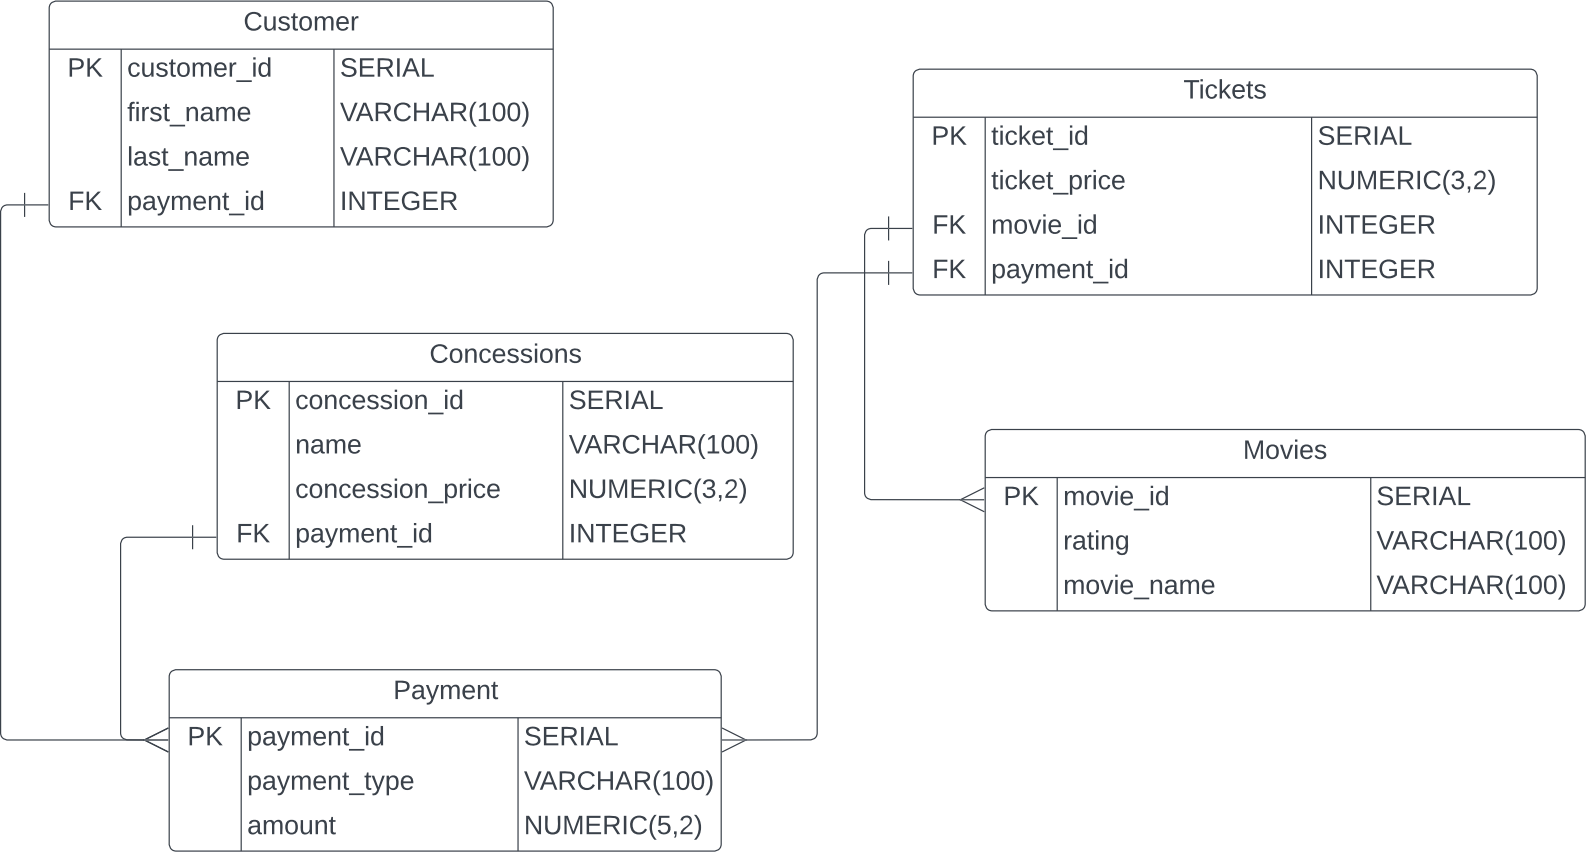 Customer
PK customer_id SERIAL
first_name VARCHAR(100)
last_name VARCHAR(100)
FK payment_id INTEGER
Tickets
PK ticket_id SERIAL
ticket_price NUMERIC(3,2)
FK movie_id INTEGER
FK payment_id INTEGER
Concessions
PK concession_id SERIAL
name VARCHAR(100)
concession_price NUMERIC(3,2)
FK payment_id INTEGER
Movies
PK movie_id SERIAL
rating VARCHAR(100)
movie_name VARCHAR(100)
Payment
PK payment_id SERIAL
payment_type VARCHAR(100)
amount NUMERIC(5,2)